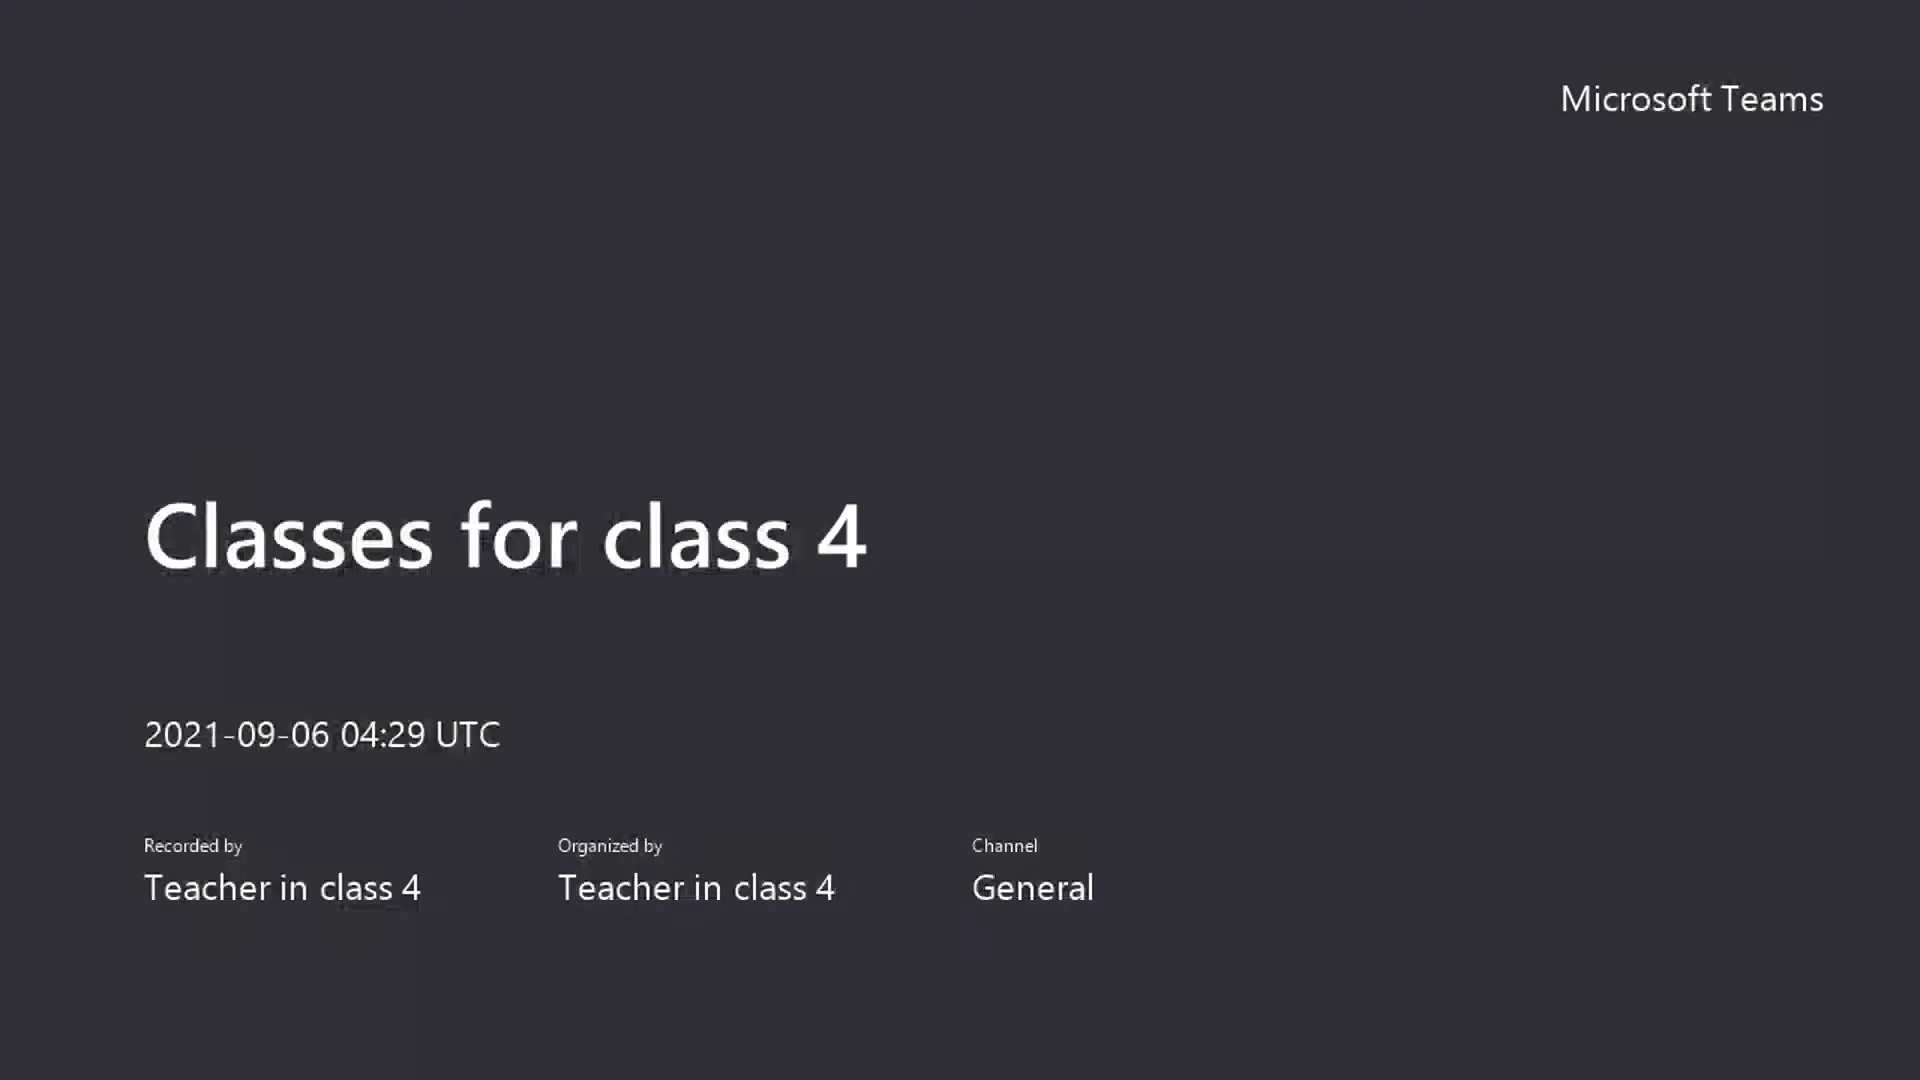 Microsoft Teams
Classes for class 4
2021-09-06 04:29 UTC
Recorded by
Teacher in class 4
Organized by
Teacher in class 4
Channel
General